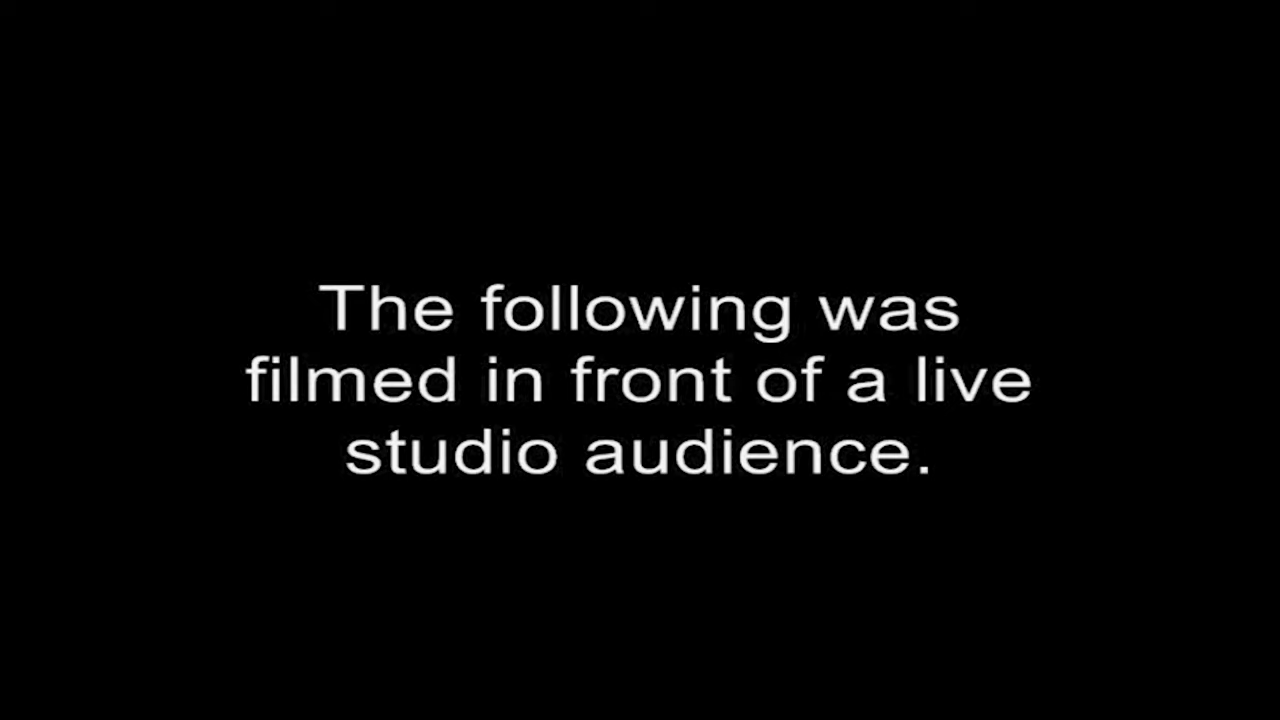 The following was
filmed in front of a live
studio audience.